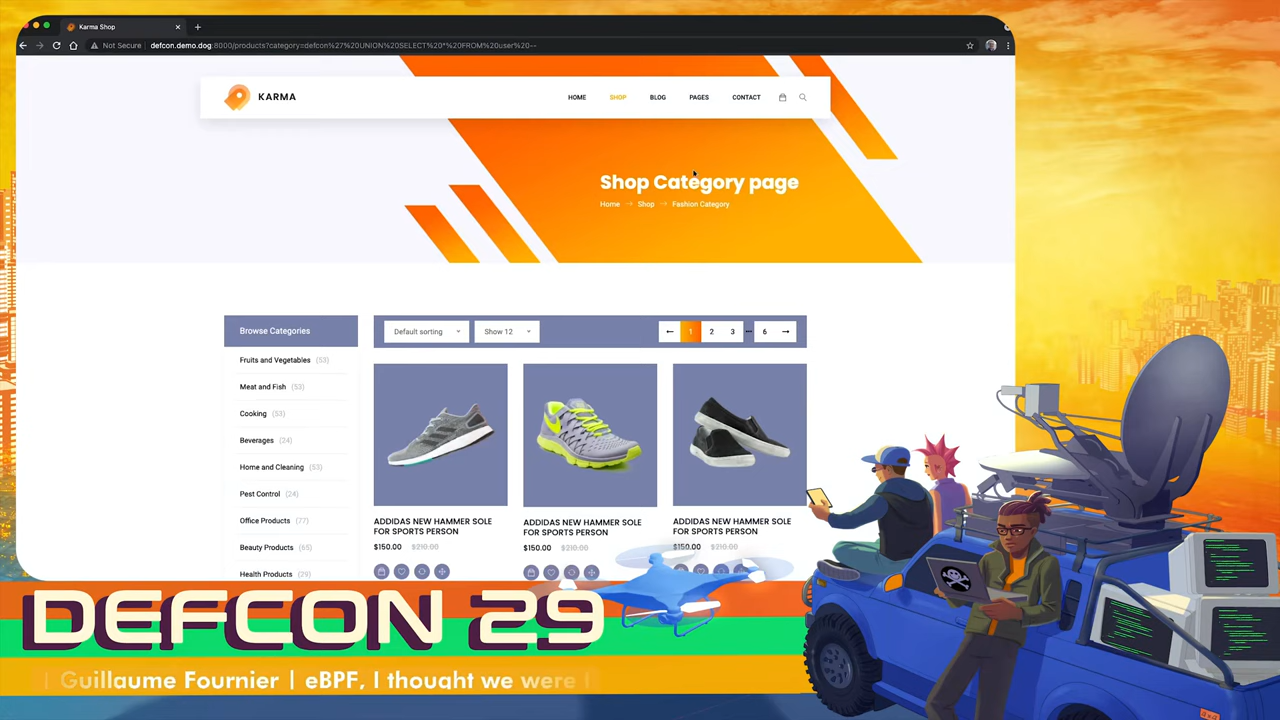 Karma Shop
Not Secure | defcon.demo.dog:8000/products?category=defcon%27%20UNION%20SELECT%20*%20FROM%20user%20--
KARMA
HOME SHOP BLOG PAGES CONTACT
Shop Category page
Home → Shop → Fashion Category
Browse Categories
Default sorting Show 12 ← 1 2 3 ··· 6 →
Fruits and Vegetables (53)
Meat and Fish (53)
Cooking (53)
Beverages (24)
Home and Cleaning (53)
Pest Control (24)
Office Products (77)
Beauty Products (65)
Health Products (29)
ADDIDAS NEW HAMMER SOLE
FOR SPORTS PERSON
$150.00 $210.00
ADDIDAS NEW HAMMER SOLE
FOR SPORTS PERSON
$150.00 $210.00
ADDIDAS NEW HAMMER SOLE
FOR SPORTS PERSON
$150.00 $210.00
DEFCON 29
| Guillaume Fournier | eBPF, I thought we were